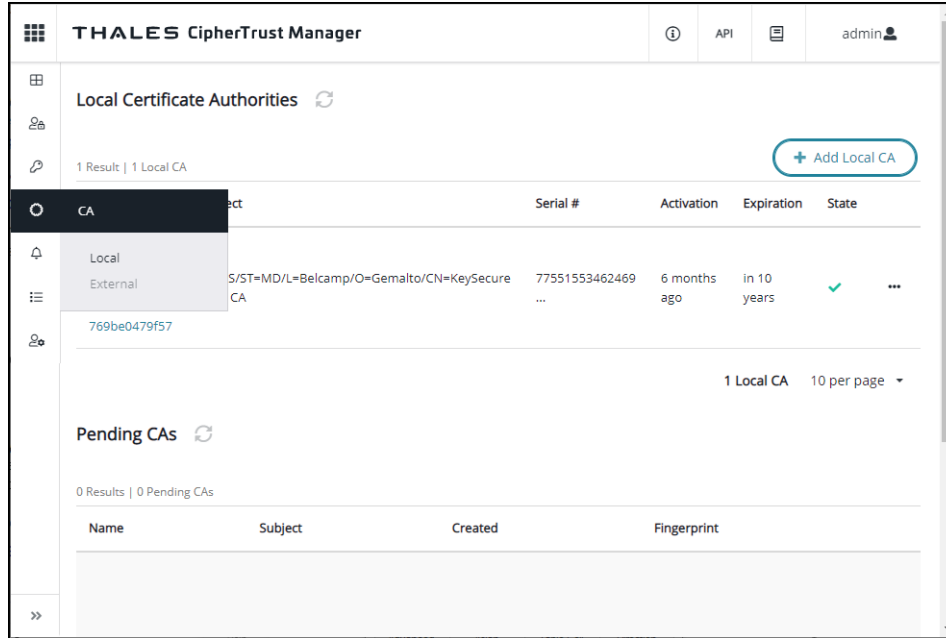 THALES CipherTrust Manager
API
admin
Local Certificate Authorities
1 Result | 1 Local CA
+ Add Local CA
CA
ect Serial # Activation Expiration State
Local
External
S/ST=MD/L=Belcamp/O=Gemalto/CN=KeySecure 77551553462469 6 months in 10
CA ... ago years
769be0479f57
1 Local CA 10 per page
Pending CAs
0 Results | 0 Pending CAs
Name Subject Created Fingerprint